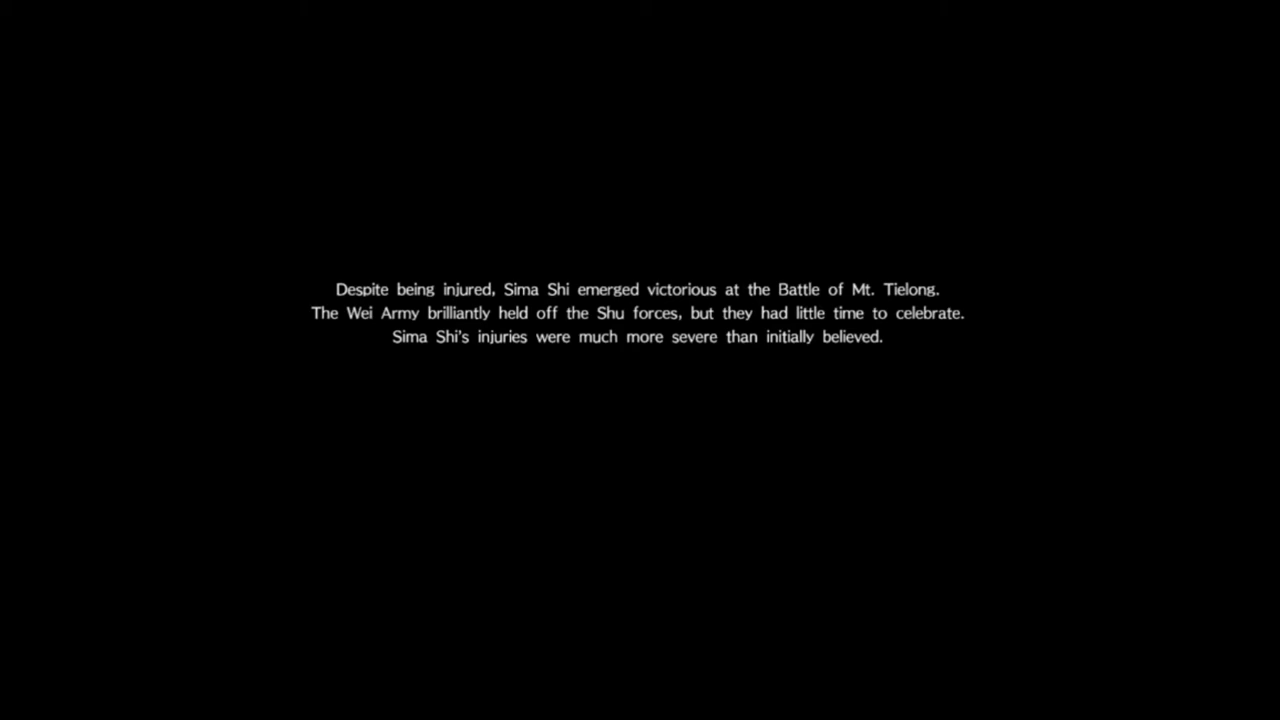 Despite being injured, Sima Shi emerged victorious at the Battle of Mt. Tielong.
The Wei Army brilliantly held off the Shu forces, but they had little time to celebrate.
Sima Shi's injuries were much more severe than initially believed.